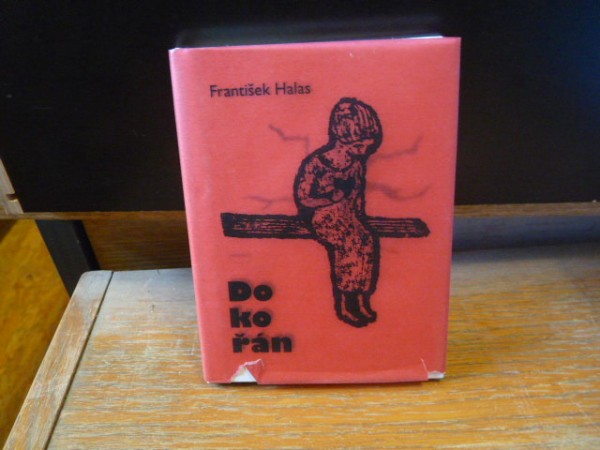 František Halas
Do
ko
řán